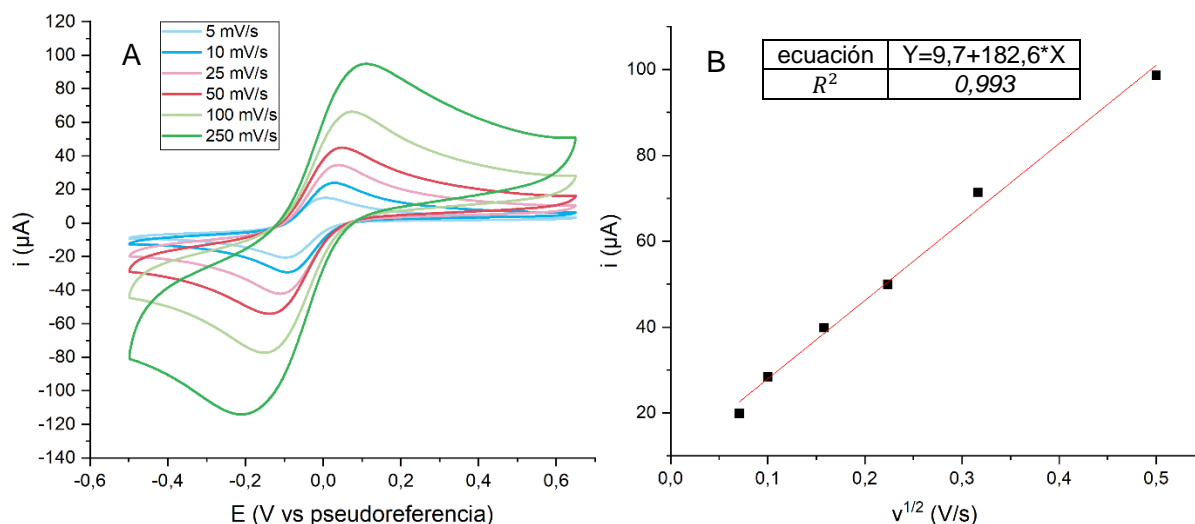 A
5 mV/s
10 mV/s
25 mV/s
50 mV/s
100 mV/s
250 mV/s
120
100
80
60
40
20
0
-20
-40
-60
-80
-100
-120
-140
i (µA)
-0,6 -0,4 -0,2 0,0 0,2 0,4 0,6
E (V vs pseudoreferencia)
B
ecuación Y=9,7+182,6*X
R² 0,993
100
80
60
40
20
i (µA)
0,0 0,1 0,2 0,3 0,4 0,5
v^{1/2} (V/s)